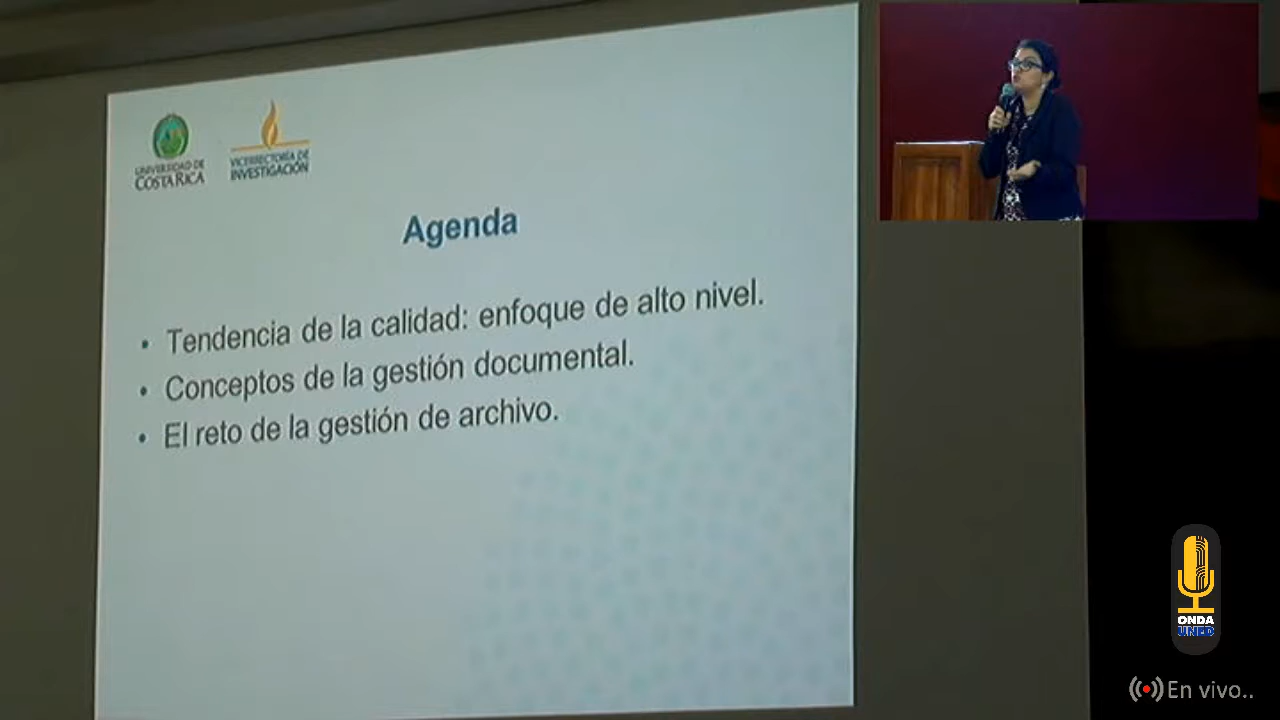 UNIVERSIDAD DE
COSTA RICA
VICERRECTORÍA DE
INVESTIGACIÓN
Agenda
• Tendencia de la calidad: enfoque de alto nivel.
• Conceptos de la gestión documental.
• El reto de la gestión de archivo.
ONDA
UNED
En vivo..